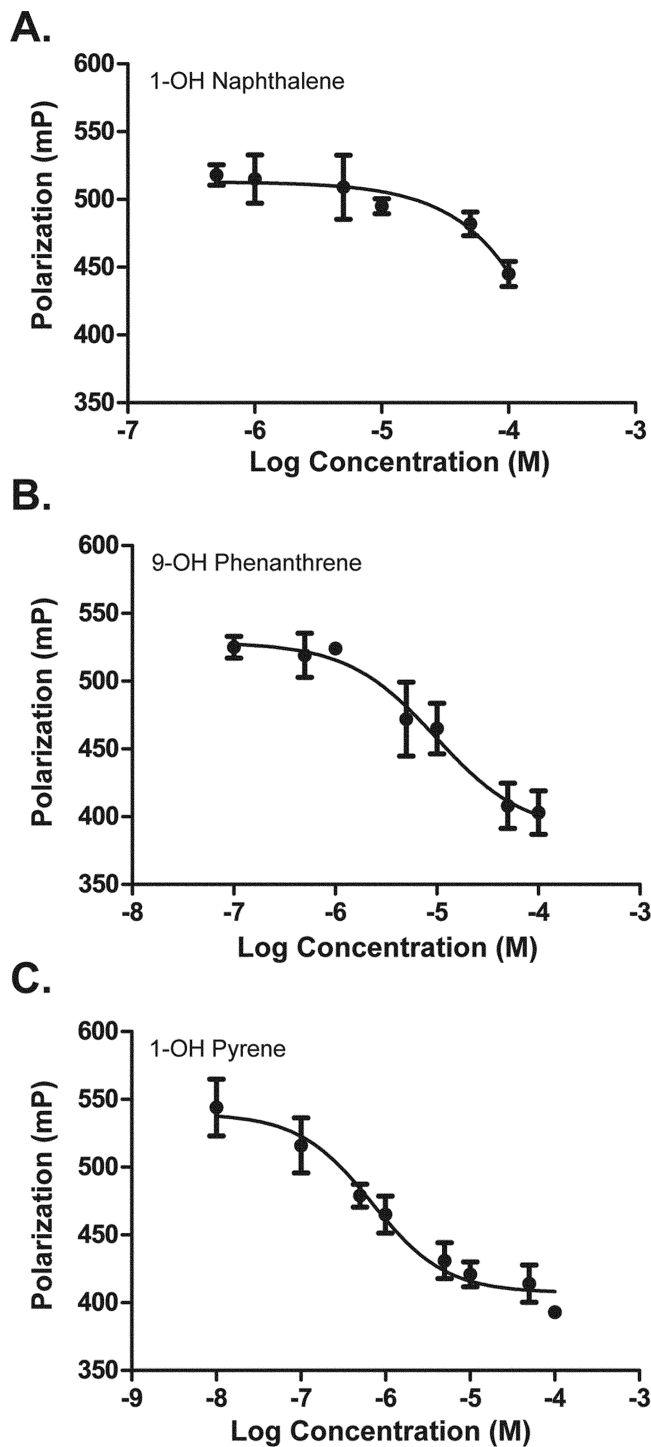 A.
1-OH Naphthalene
Polarization (mP)
600
550
500
450
400
350
-7 -6 -5 -4 -3
Log Concentration (M)
B.
9-OH Phenanthrene
Polarization (mP)
600
550
500
450
400
350
-8 -7 -6 -5 -4 -3
Log Concentration (M)
C.
1-OH Pyrene
Polarization (mP)
600
550
500
450
400
350
-9 -8 -7 -6 -5 -4 -3
Log Concentration (M)